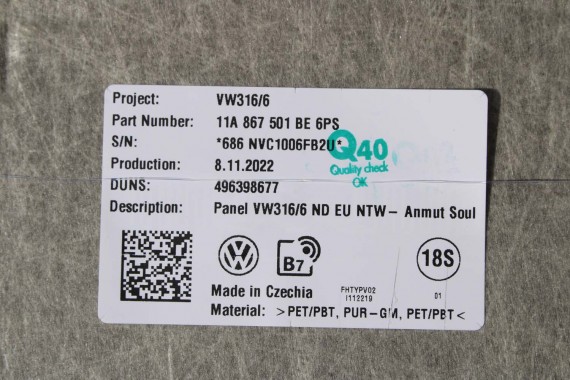 Project: VW316/6
Part Number: 11A 867 501 BE 6PS
S/N: *686 NVC1006FB2U*
Q40
Quality check
OK
Production: 8.11.2022
DUNS: 496398677
Description: Panel VW316/6 ND EU NTW- Anmut Soul
B7
18S
Made in Czechia
FHTYPV02
I112219
01
Material: >PET/PBT, PUR-GM, PET/PBT<